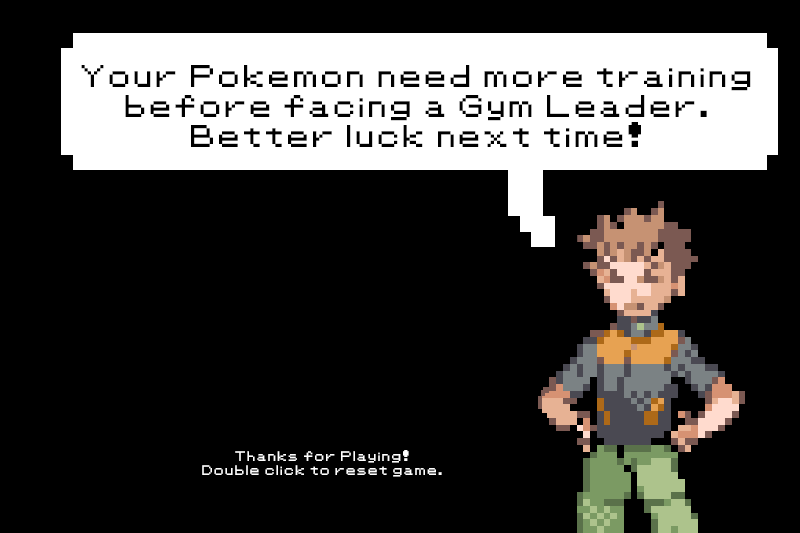 Your Pokemon need more training
before facing a Gym Leader.
Better luck next time!
Thanks for Playing!
Double click to reset game.